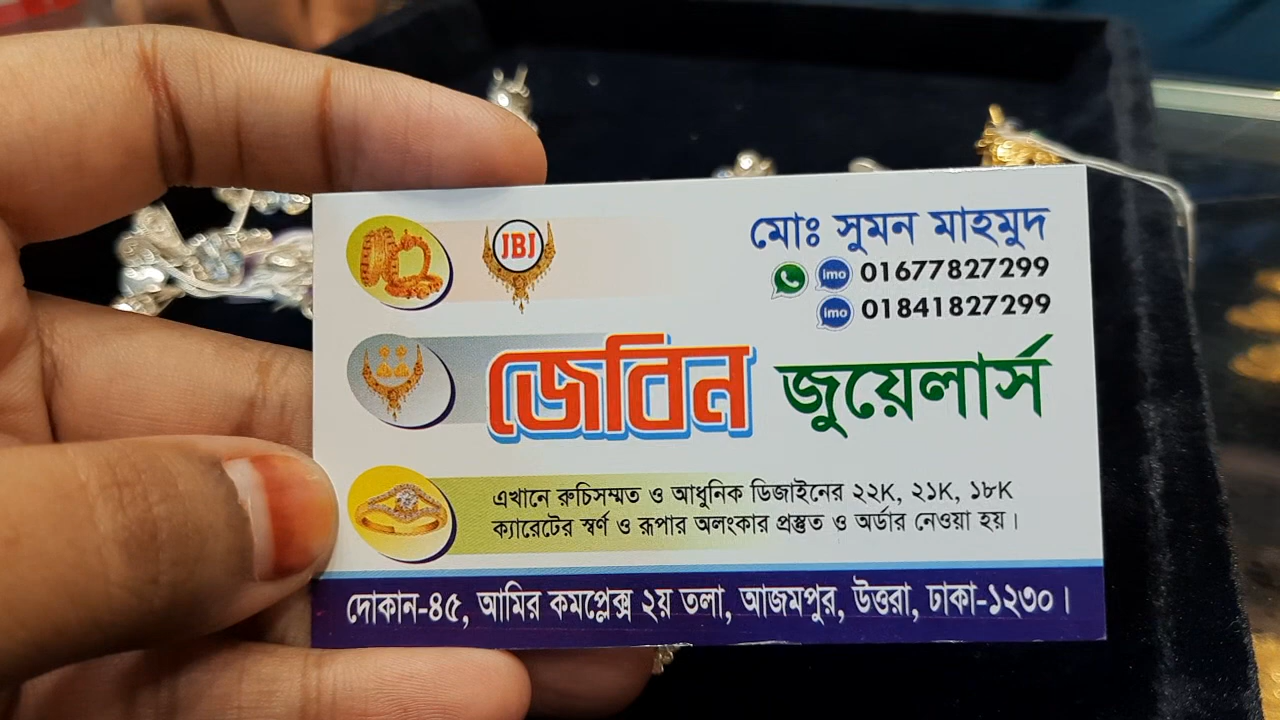 JBJ
মোঃ সুমন মাহমুদ
imo 01677827299
imo 01841827299
জেবিন জুয়েলার্স
এখানে রুচিসম্মত ও আধুনিক ডিজাইনের ২২K, ২১K, ১৮K
ক্যারেটের স্বর্ণ ও রূপার অলংকার প্রস্তুত ও অর্ডার নেওয়া হয়।
দোকান-৪৫, আমির কমপ্লেক্স ২য় তলা, আজমপুর, উত্তরা, ঢাকা-১২৩০।